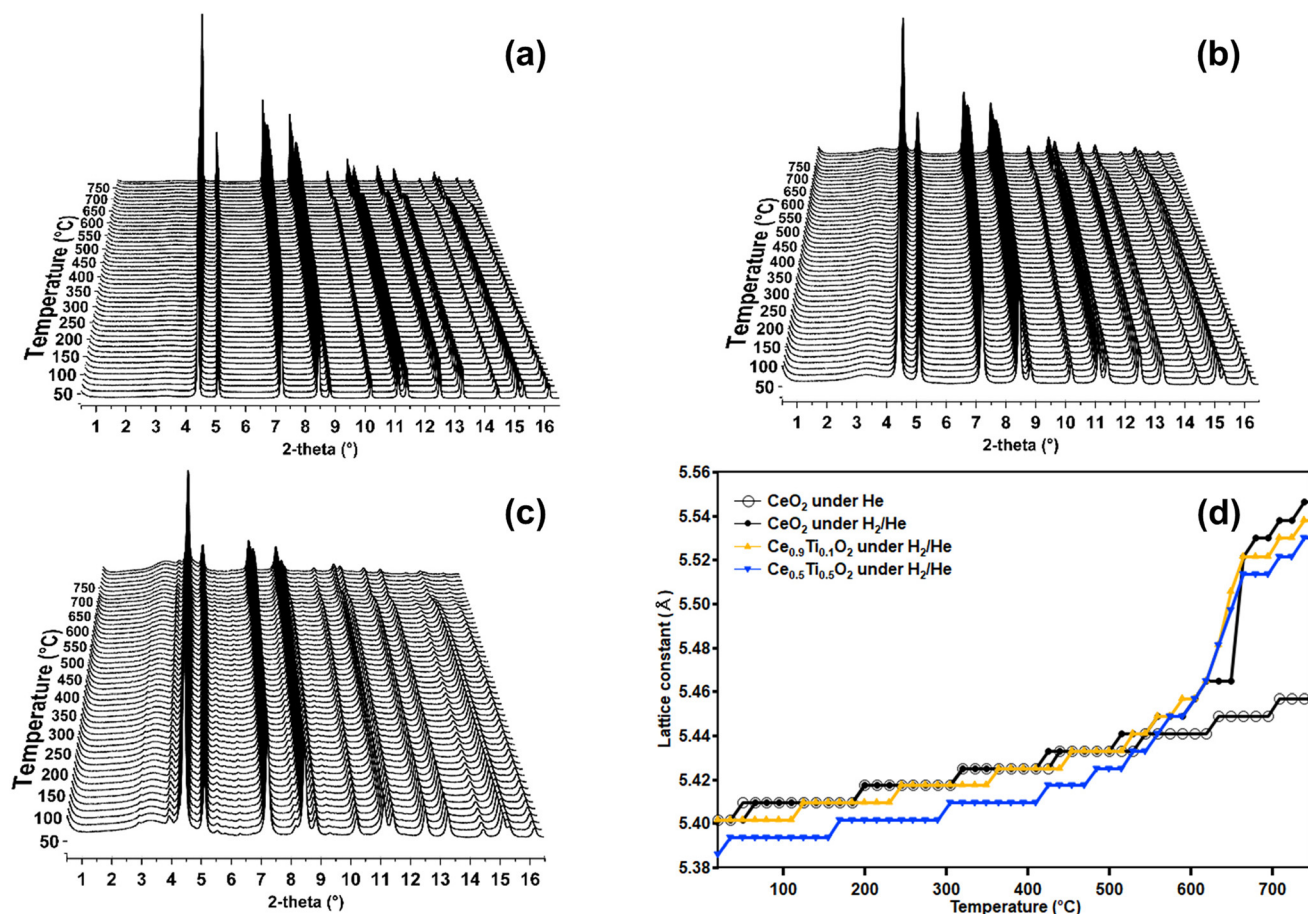 (a)
750
700
650
600
550
500
450
400
350
300
250
200
150
100
50
Temperature (°C)
1 2 3 4 5 6 7 8 9 10 11 12 13 14 15 16
2-theta (°)
(b)
750
700
650
600
550
500
450
400
350
300
250
200
150
100
50
Temperature (°C)
1 2 3 4 5 6 7 8 9 10 11 12 13 14 15 16
2-theta (°)
(c)
750
700
650
600
550
500
450
400
350
300
250
200
150
100
50
Temperature (°C)
1 2 3 4 5 6 7 8 9 10 11 12 13 14 15 16
2-theta (°)
(d)
CeO₂ under He
CeO₂ under H₂/He
Ce₀.₉Ti₀.₁O₂ under H₂/He
Ce₀.₅Ti₀.₅O₂ under H₂/He
5.56
5.54
5.52
5.50
5.48
5.46
5.44
5.42
5.40
5.38
Lattice constant (Å)
100 200 300 400 500 600 700
Temperature (°C)